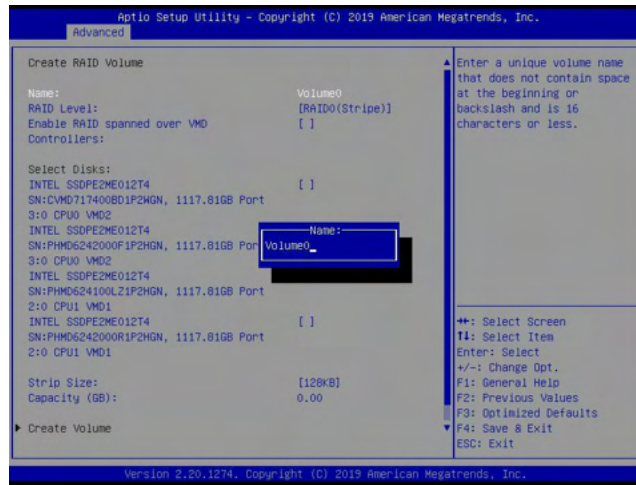 Aptio Setup Utility – Copyright (C) 2019 American Megatrends, Inc.
Advanced
Create RAID Volume
Name: Volume0
RAID Level: [RAID0(Stripe)]
Enable RAID spanned over VMD [ ]
Controllers:
Select Disks:
INTEL SSDPE2ME012T4 [ ]
SN:CVMD717400BD1P2WGN, 1117.81GB Port
3:0 CPU0 VMD2
INTEL SSDPE2ME012T4
SN:PHMD6242000F1P2HGN, 1117.81GB Por
3:0 CPU0 VMD2
INTEL SSDPE2ME012T4
SN:PHMD624100LZ1P2HGN, 1117.81GB Port
2:0 CPU1 VMD1
INTEL SSDPE2ME012T4 [ ]
SN:PHMD6242000R1P2HGN, 1117.81GB Port
2:0 CPU1 VMD1
Strip Size: [128KB]
Capacity (GB): 0.00
Create Volume
Name:
Volume0_
Enter a unique volume name
that does not contain space
at the beginning or
backslash and is 16
characters or less.
→←: Select Screen
↑↓: Select Item
Enter: Select
+/-: Change Opt.
F1: General Help
F2: Previous Values
F3: Optimized Defaults
F4: Save & Exit
ESC: Exit
Version 2.20.1274. Copyright (C) 2019 American Megatrends, Inc.